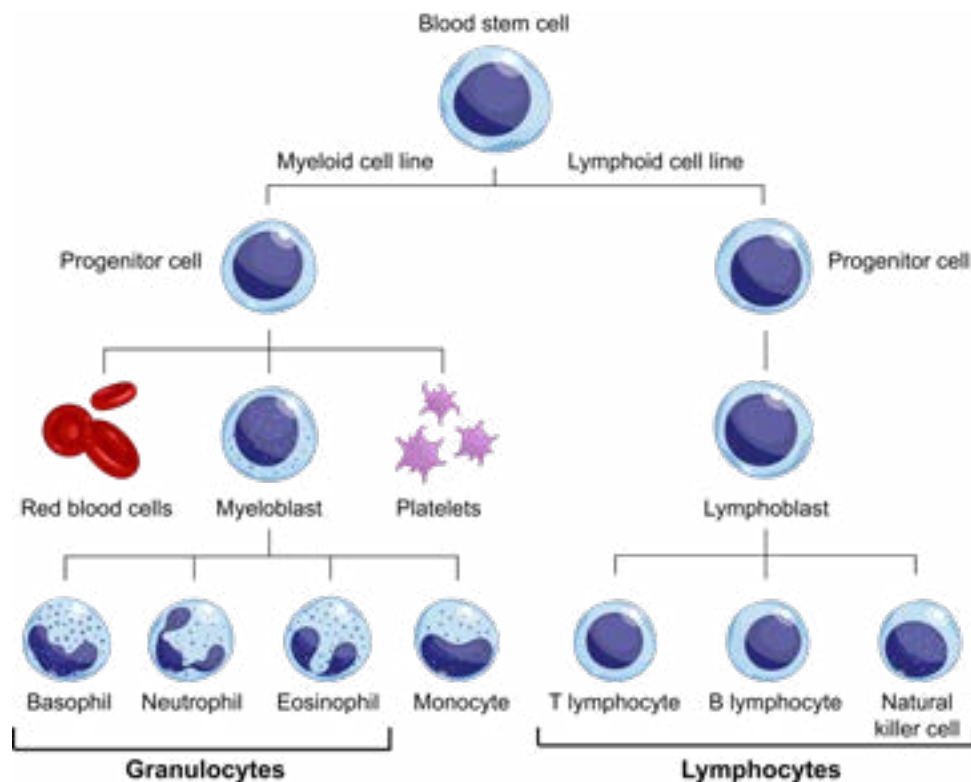 Blood stem cell
Myeloid cell line
Lymphoid cell line
Progenitor cell
Progenitor cell
Red blood cells
Myeloblast
Platelets
Lymphoblast
Basophil
Neutrophil
Eosinophil
Monocyte
T lymphocyte
B lymphocyte
Natural
killer cell
Granulocytes
Lymphocytes